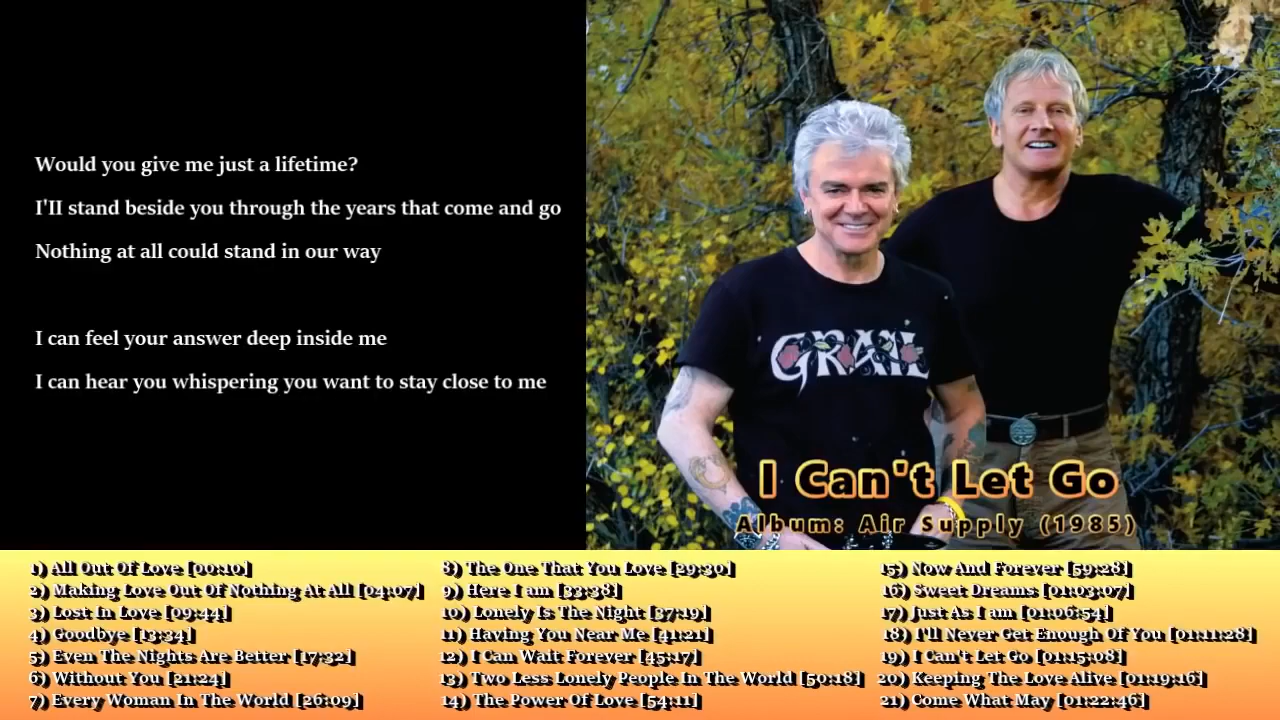 Would you give me just a lifetime?
I'II stand beside you through the years that come and go
Nothing at all could stand in our way
I can feel your answer deep inside me
I can hear you whispering you want to stay close to me
GRAIL
I Can't Let Go
Album: Air Supply (1985)
1) All Out Of Love [00:10]
2) Making Love Out Of Nothing At All [04:07]
3) Lost In Love [09:44]
4) Goodbye [13:34]
5) Even The Nights Are Better [17:32]
6) Without You [21:24]
7) Every Woman In The World [26:09]
8) The One That You Love [29:30]
9) Here I am [33:38]
10) Lonely Is The Night [37:19]
11) Having You Near Me [41:21]
12) I Can Wait Forever [45:17]
13) Two Less Lonely People In The World [50:18]
14) The Power Of Love [54:11]
15) Now And Forever [59:28]
16) Sweet Dreams [01:03:07]
17) Just As I am [01:06:54]
18) I'll Never Get Enough Of You [01:11:28]
19) I Can't Let Go [01:15:08]
20) Keeping The Love Alive [01:19:16]
21) Come What May [01:22:46]